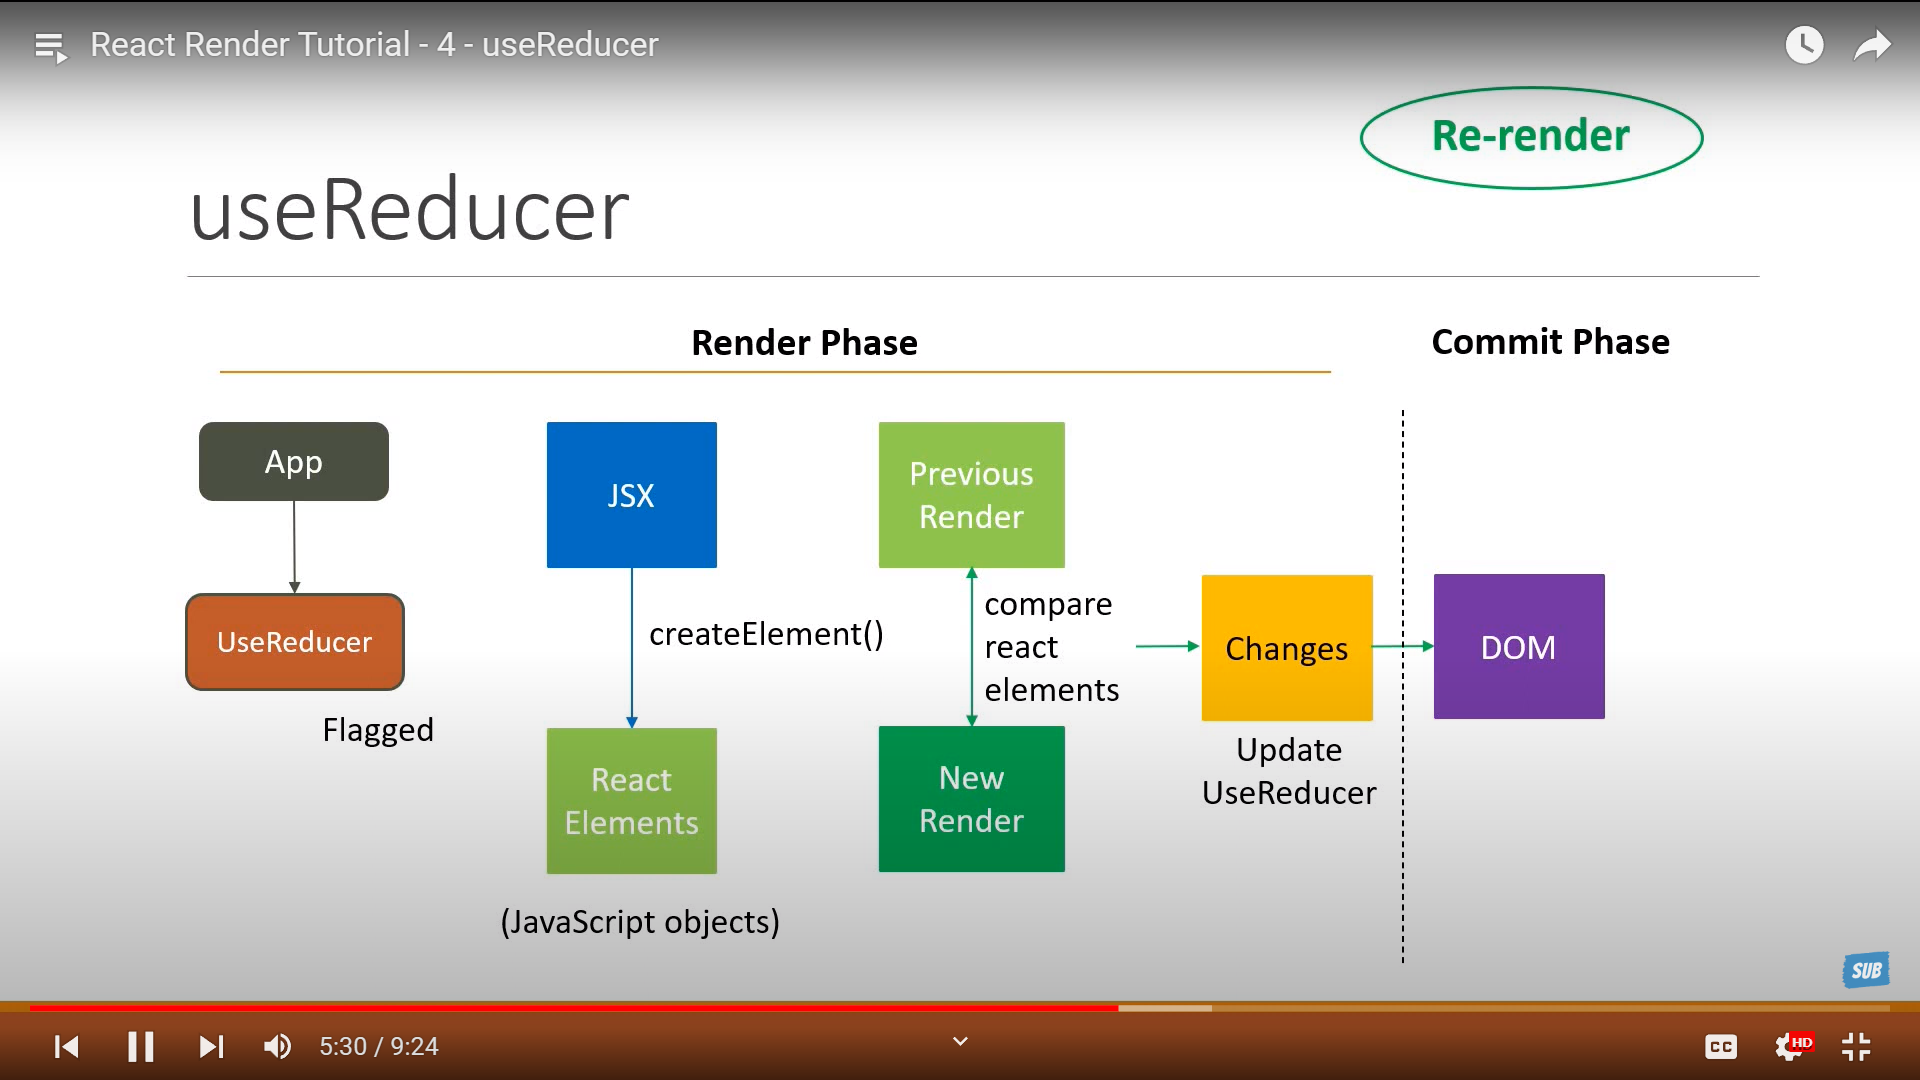 React Render Tutorial - 4 - useReducer
Re-render
useReducer
Render Phase
Commit Phase
App
UseReducer
Flagged
JSX
createElement()
React
Elements
(JavaScript objects)
Previous
Render
compare
react
elements
New
Render
Changes
Update
UseReducer
DOM
SUB
5:30 / 9:24
CC
HD